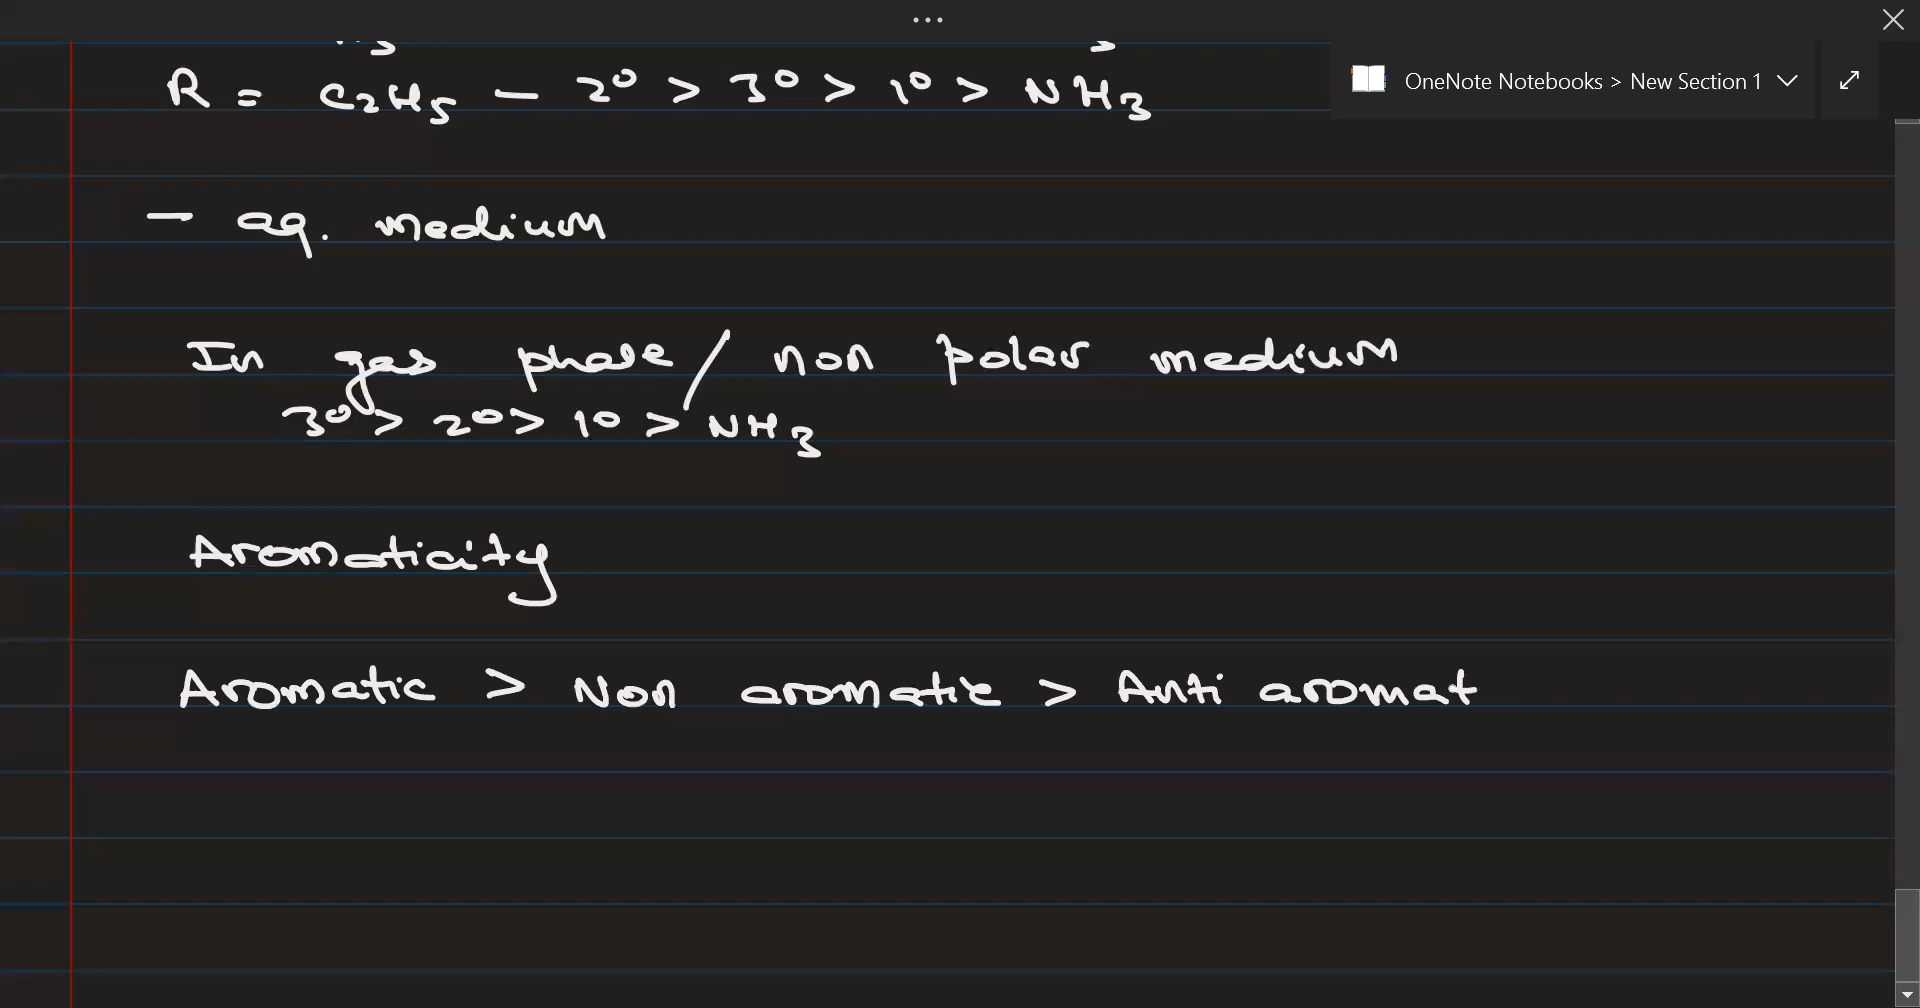 OneNote Notebooks > New Section 1
R = C₂H₅ - 2° > 3° > 1° > NH₃
- aq. medium
In gas phase / non polar medium
3° > 2° > 1° > NH₃
Aromaticity
Aromatic > Non aromatic > Anti aromat